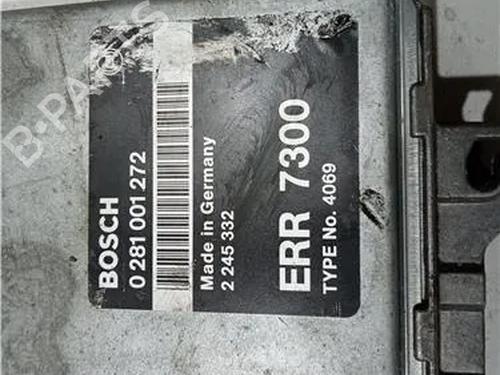 BOSCH
0 281 001 272
Made in Germany
2 245 332
ERR 7300
TYPE No. 4069
B-PARTS